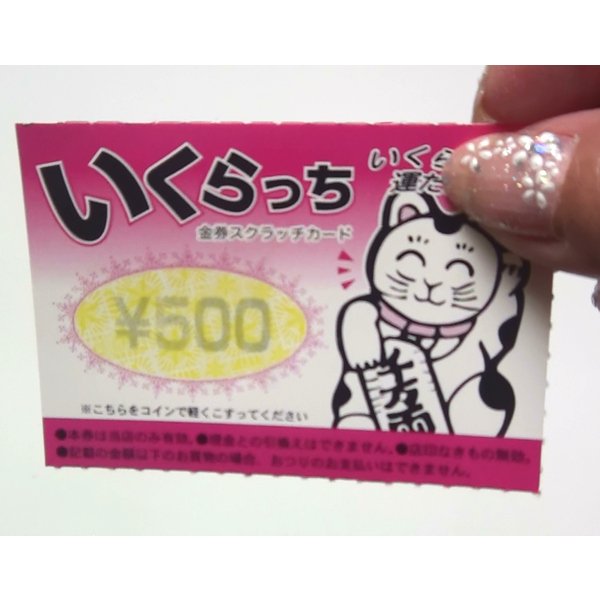 いくらっち
いくら
運だ
金券スクラッチカード
¥500
※こちらをコインで軽くこすってください
●本券は当店のみ有効。●現金との引換えはできません。●店印なきもの無効。
●記載の金額以下のお買物の場合、おつりのお支払いはできません。